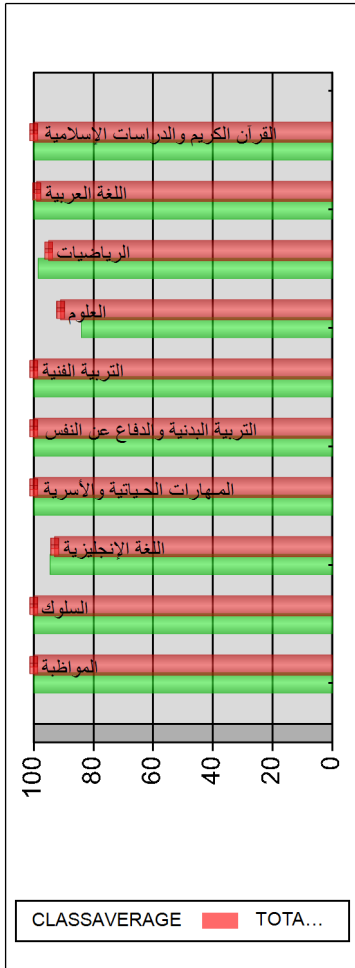 القرآن الكريم والدراسات الإسلامية
اللغة العربية
الرياضيات
العلوم
التربية الفنية
التربية البدنية والدفاع عن النفس
المهارات الحياتية والأسرية
اللغة الإنجليزية
السلوك
المواظبة
100 80 60 40 20 0
CLASSAVERAGE TOTA...